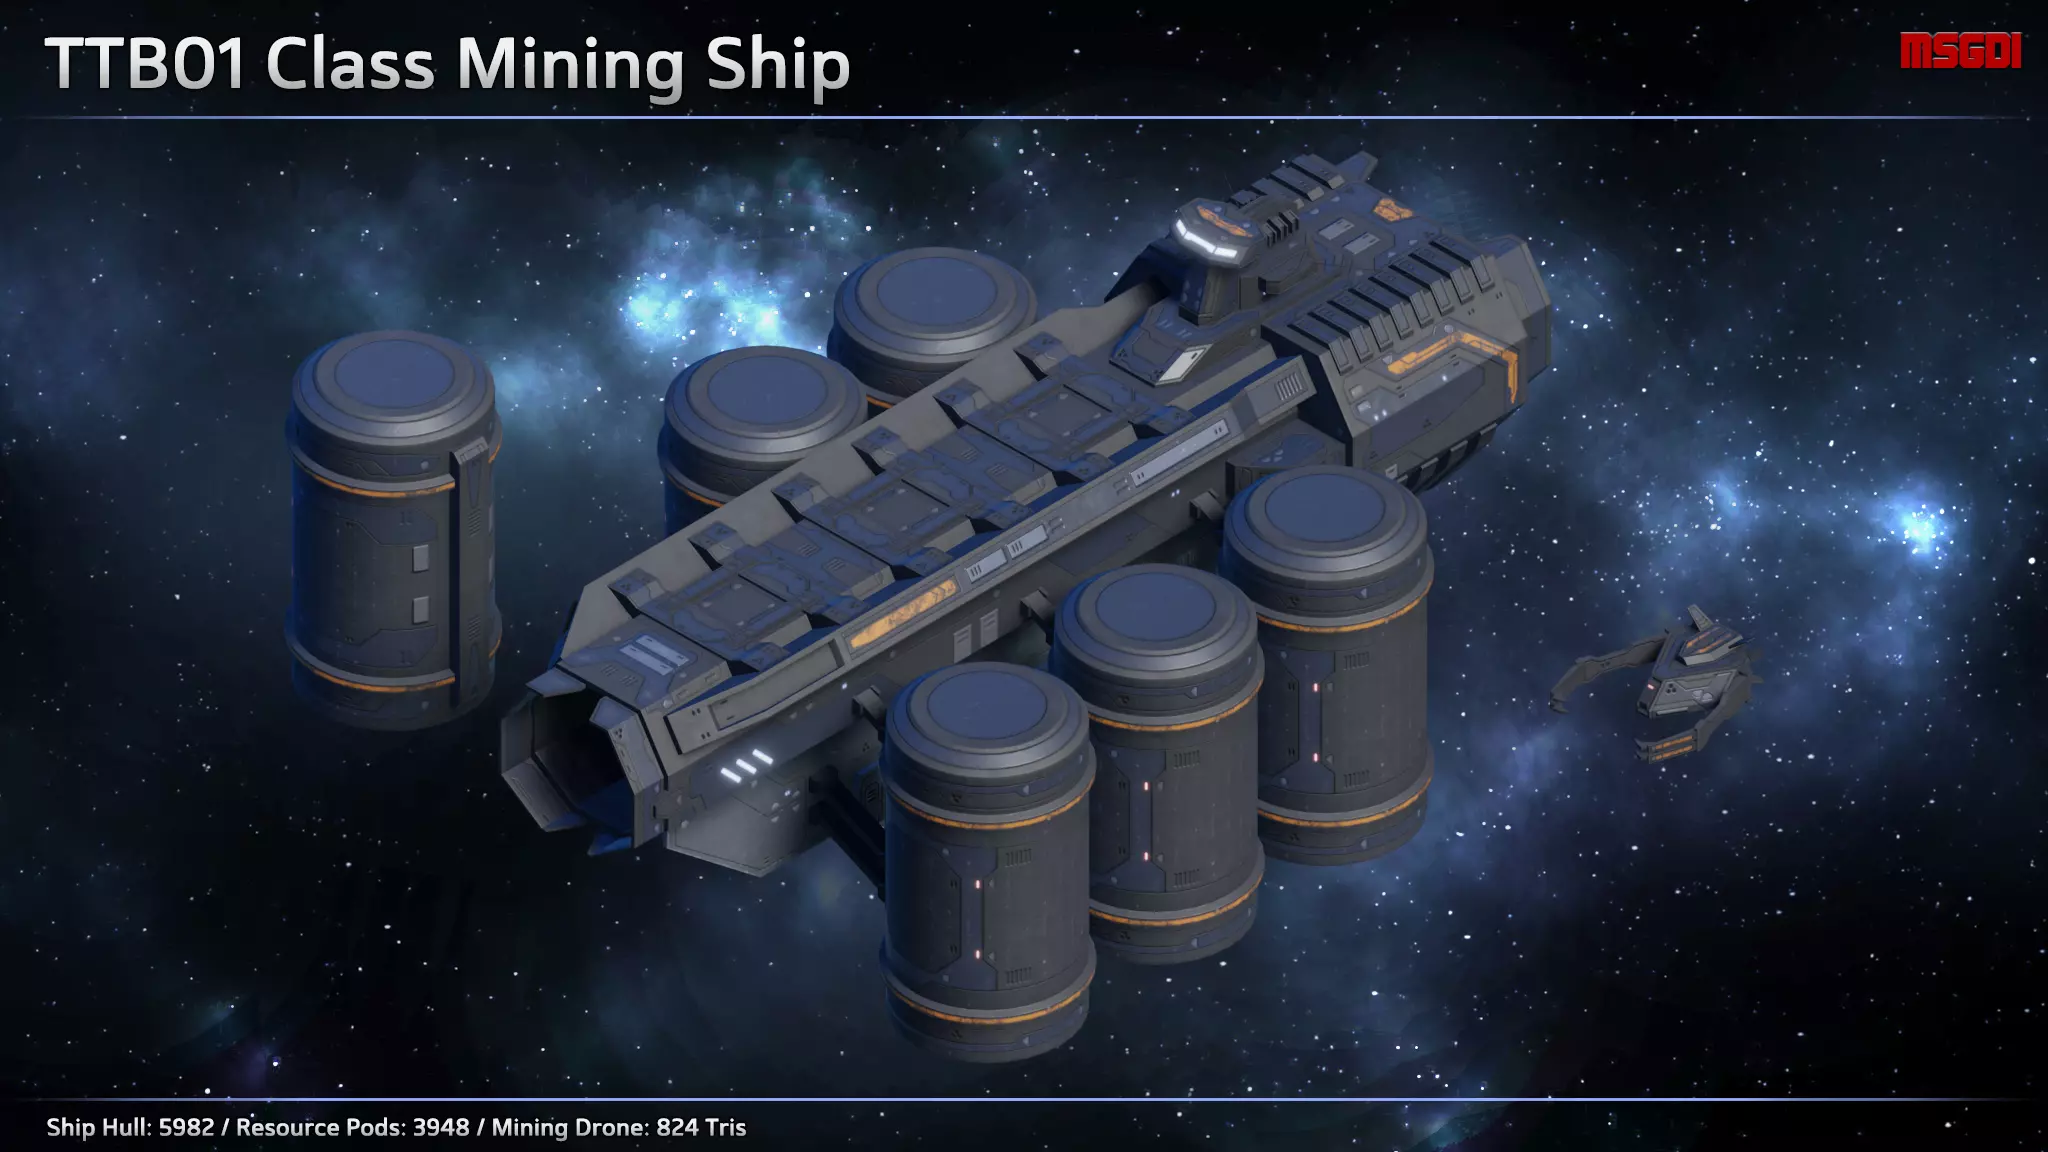 TTB01 Class Mining Ship
MSGDI
Ship Hull: 5982 / Resource Pods: 3948 / Mining Drone: 824 Tris